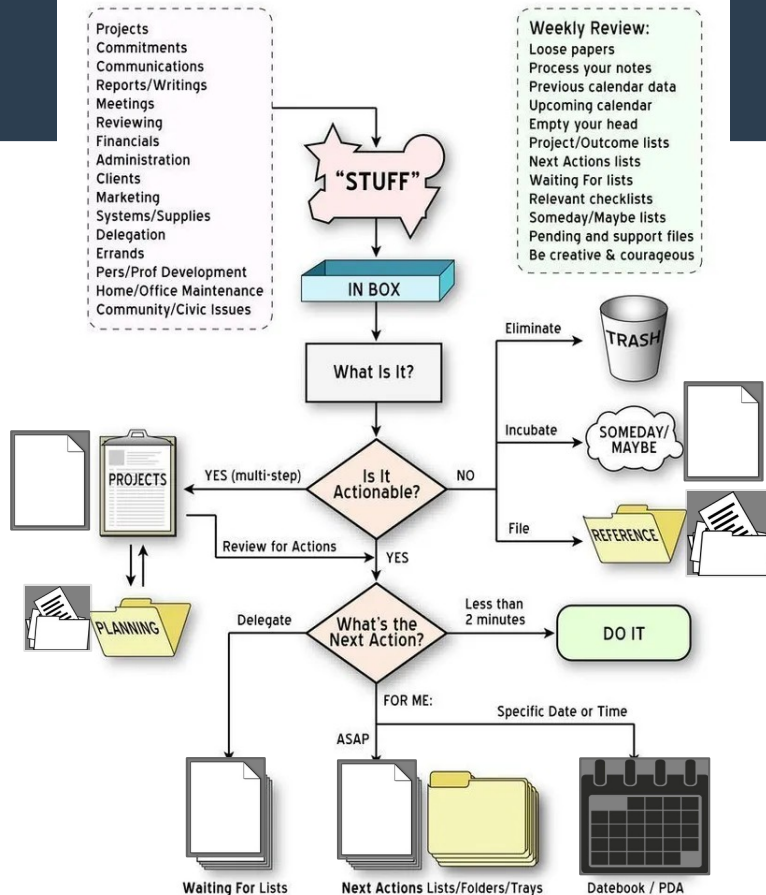 Projects
Commitments
Communications
Reports/Writings
Meetings
Reviewing
Financials
Administration
Clients
Marketing
Systems/Supplies
Delegation
Errands
Pers/Prof Development
Home/Office Maintenance
Community/Civic Issues
Weekly Review:
Loose papers
Process your notes
Previous calendar data
Upcoming calendar
Empty your head
Project/Outcome lists
Next Actions lists
Waiting For lists
Relevant checklists
Someday/Maybe lists
Pending and support files
Be creative & courageous
"STUFF"
IN BOX
What Is It?
Eliminate
TRASH
Incubate
SOMEDAY/
MAYBE
Is It
Actionable?
YES (multi-step)
NO
PROJECTS
File
REFERENCE
Review for Actions
YES
PLANNING
Delegate
What's the
Next Action?
Less than
2 minutes
DO IT
FOR ME:
ASAP
Specific Date or Time
Waiting For Lists
Next Actions Lists/Folders/Trays
Datebook / PDA